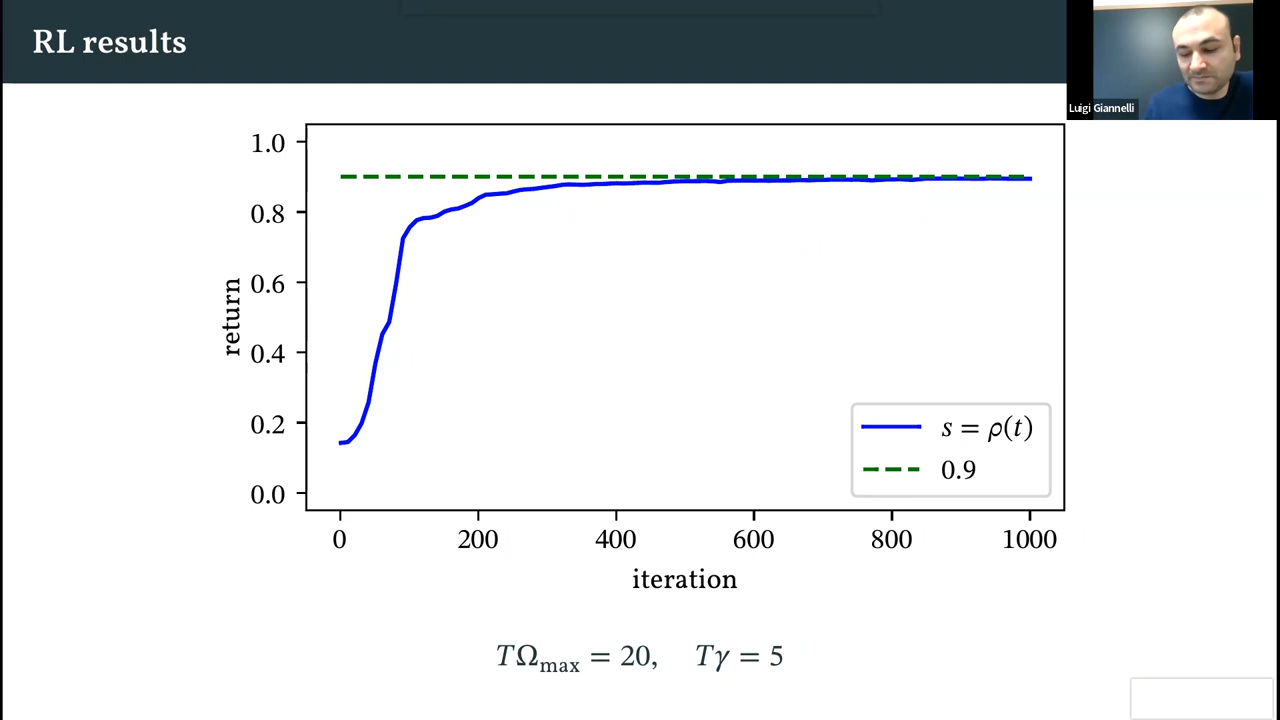 RL results
Luigi Giannelli
1.0
0.8
0.6
0.4
0.2
0.0
return
s = ρ(t)
0.9
0 200 400 600 800 1000
iteration
TΩmax = 20, Tγ = 5